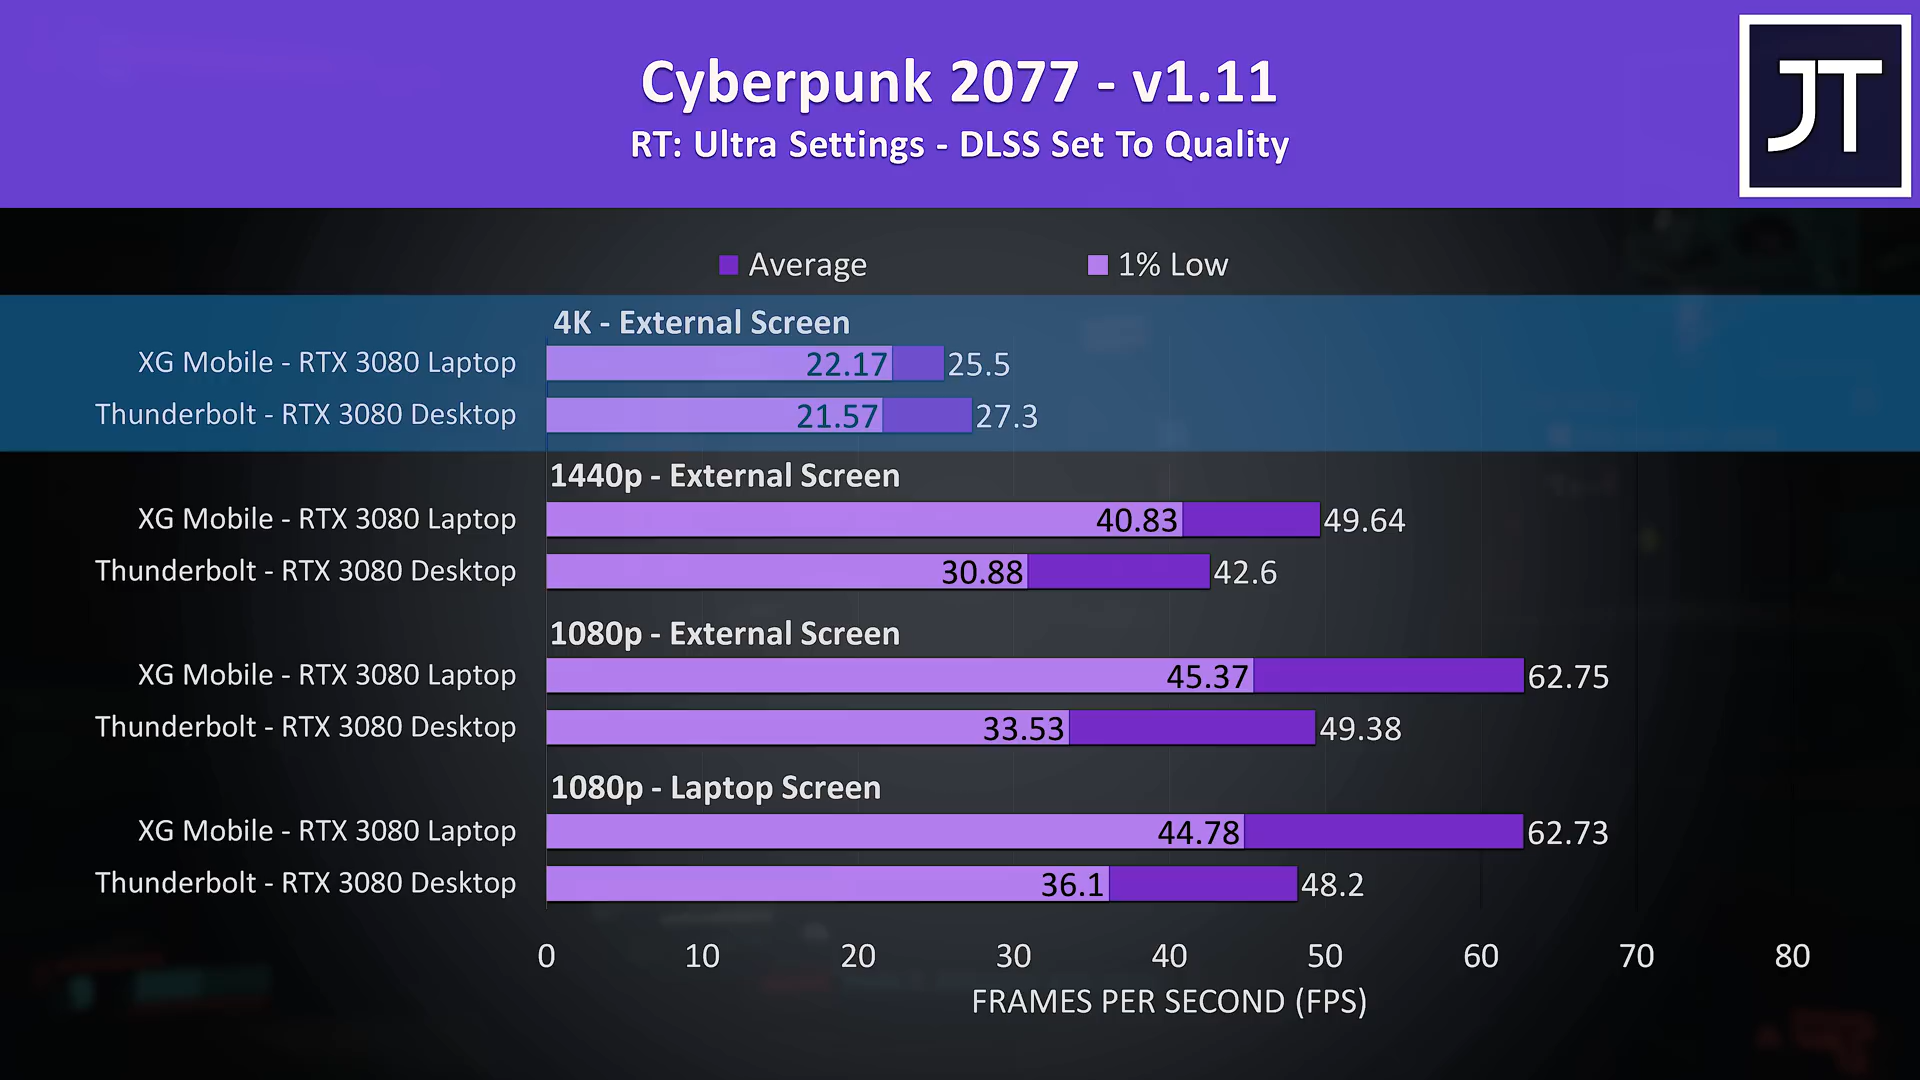 Cyberpunk 2077 - v1.11
RT: Ultra Settings - DLSS Set To Quality
JT
Average 1% Low
4K - External Screen
XG Mobile - RTX 3080 Laptop 22.17 25.5
Thunderbolt - RTX 3080 Desktop 21.57 27.3
1440p - External Screen
XG Mobile - RTX 3080 Laptop 40.83 49.64
Thunderbolt - RTX 3080 Desktop 30.88 42.6
1080p - External Screen
XG Mobile - RTX 3080 Laptop 45.37 62.75
Thunderbolt - RTX 3080 Desktop 33.53 49.38
1080p - Laptop Screen
XG Mobile - RTX 3080 Laptop 44.78 62.73
Thunderbolt - RTX 3080 Desktop 36.1 48.2
0 10 20 30 40 50 60 70 80
FRAMES PER SECOND (FPS)